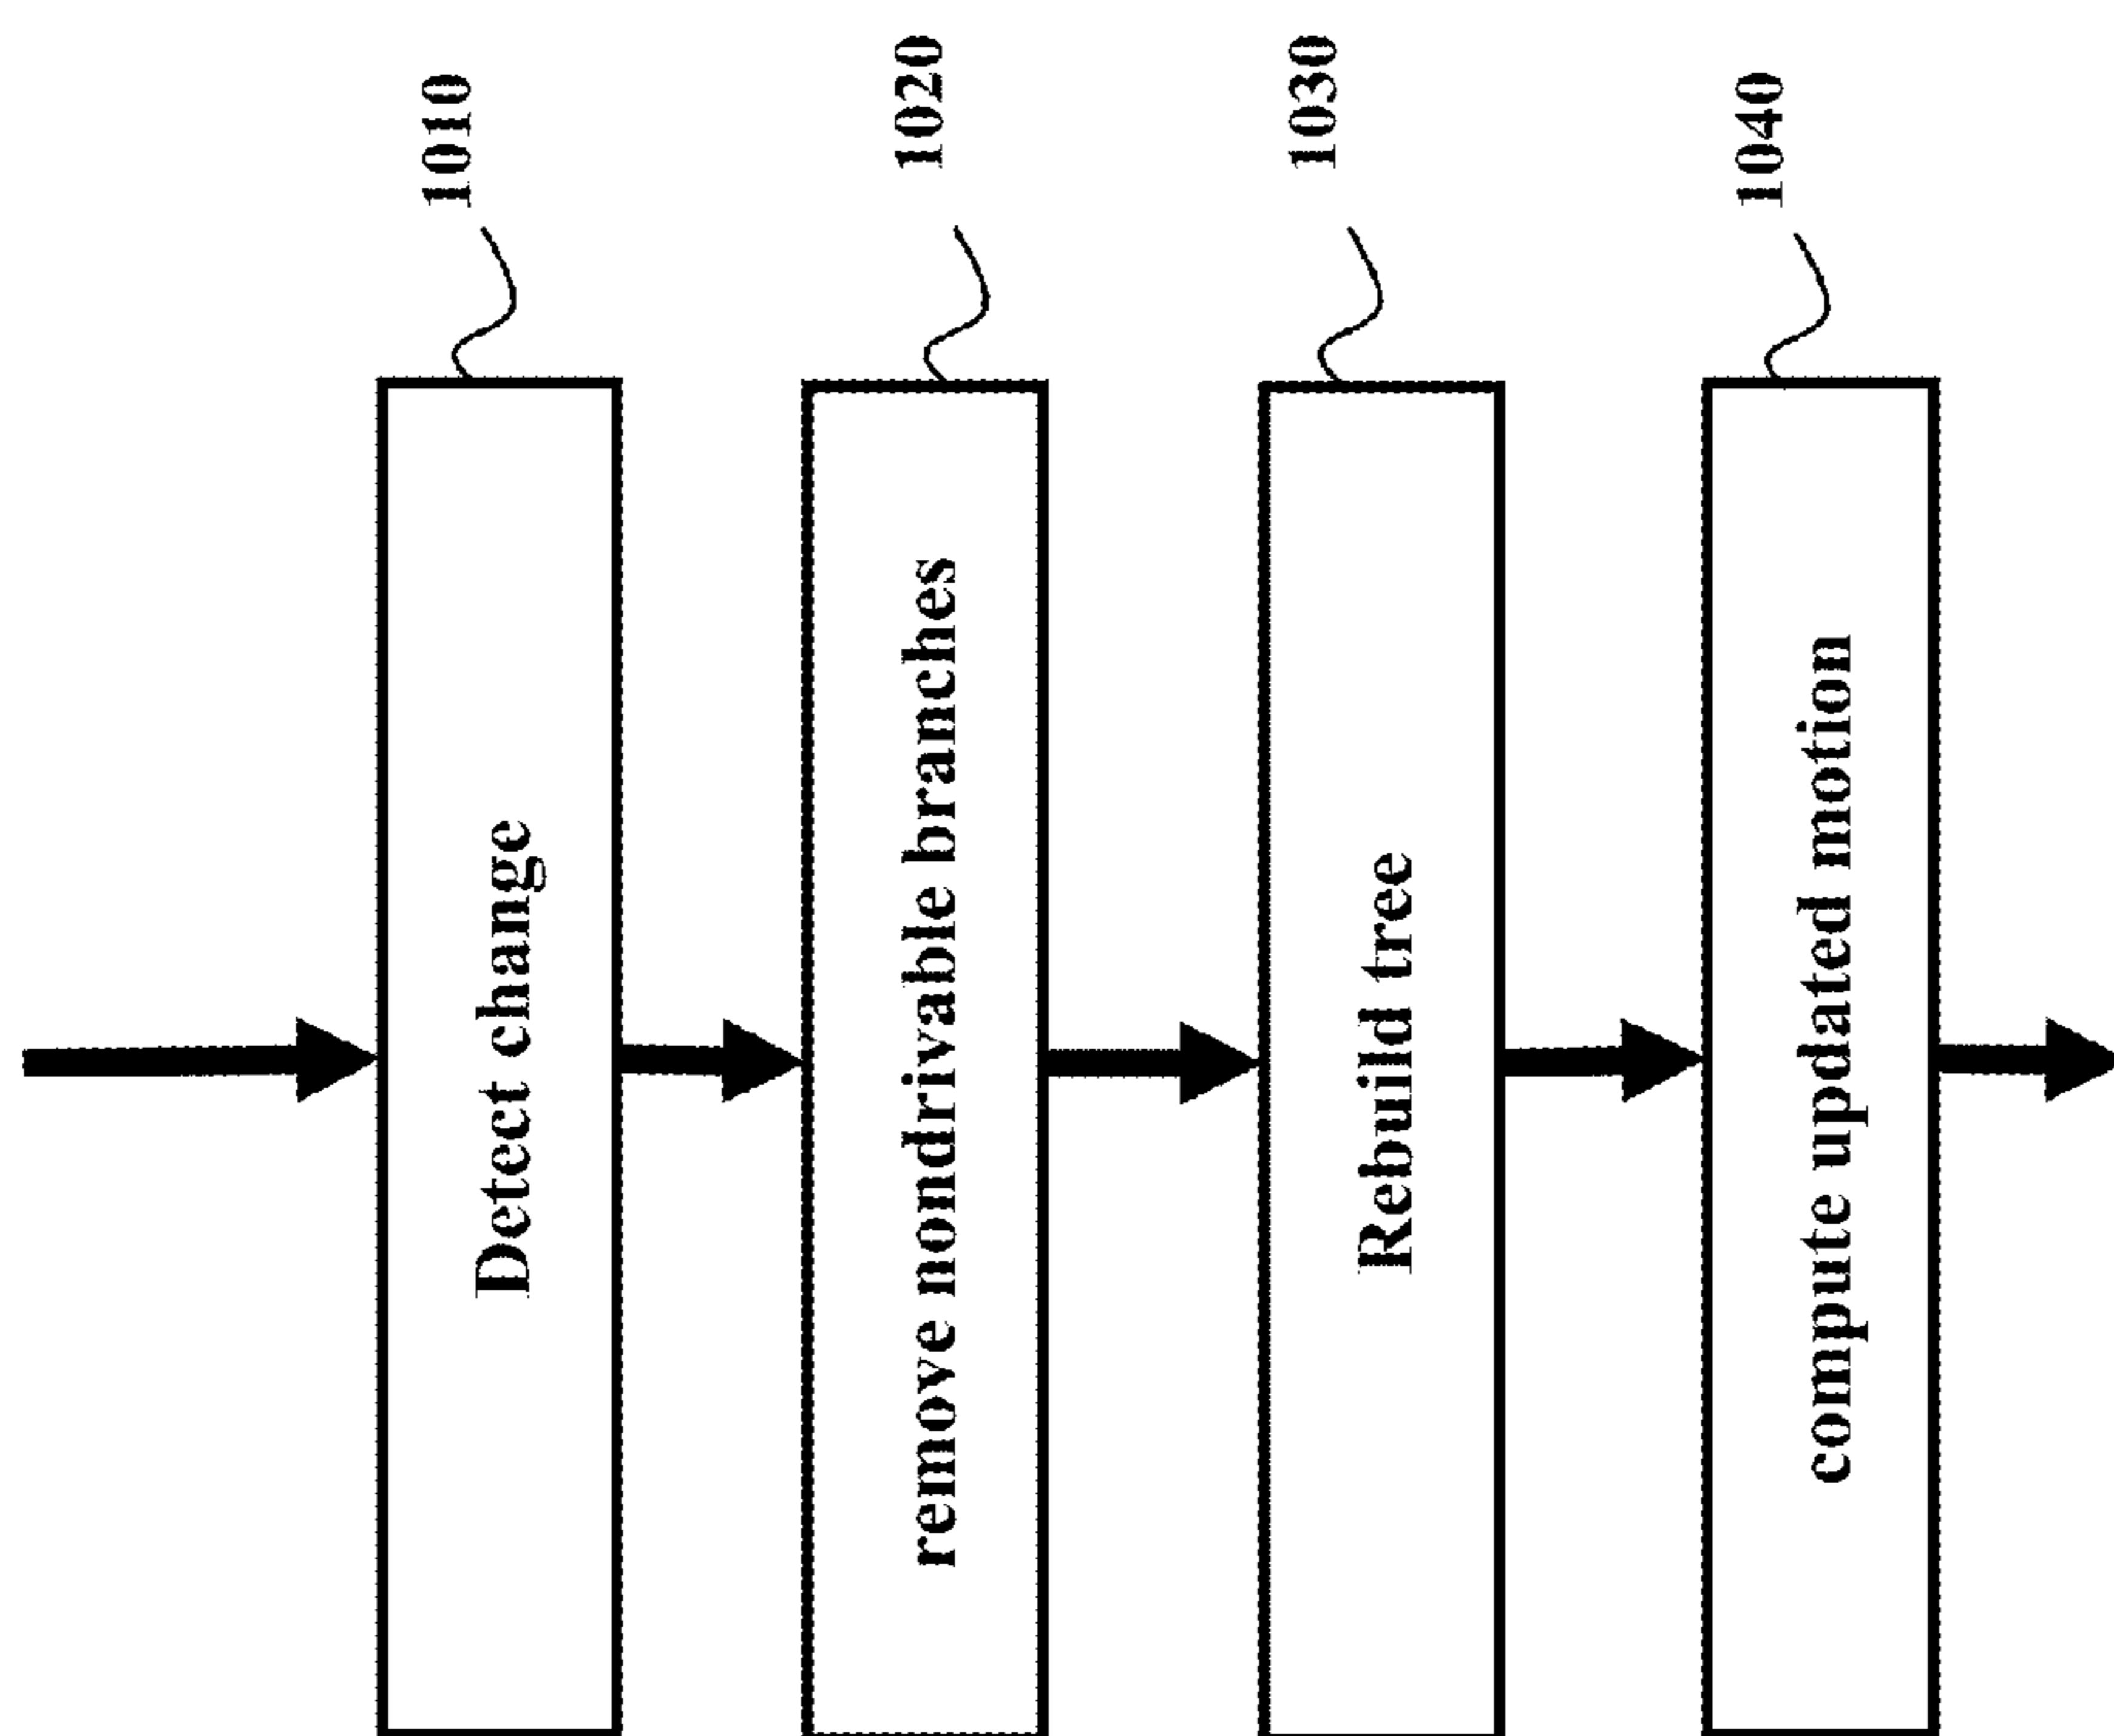 Detect change
1010
remove nondrivable branches
1020
Rebuild tree
1030
compute updated motion
1040